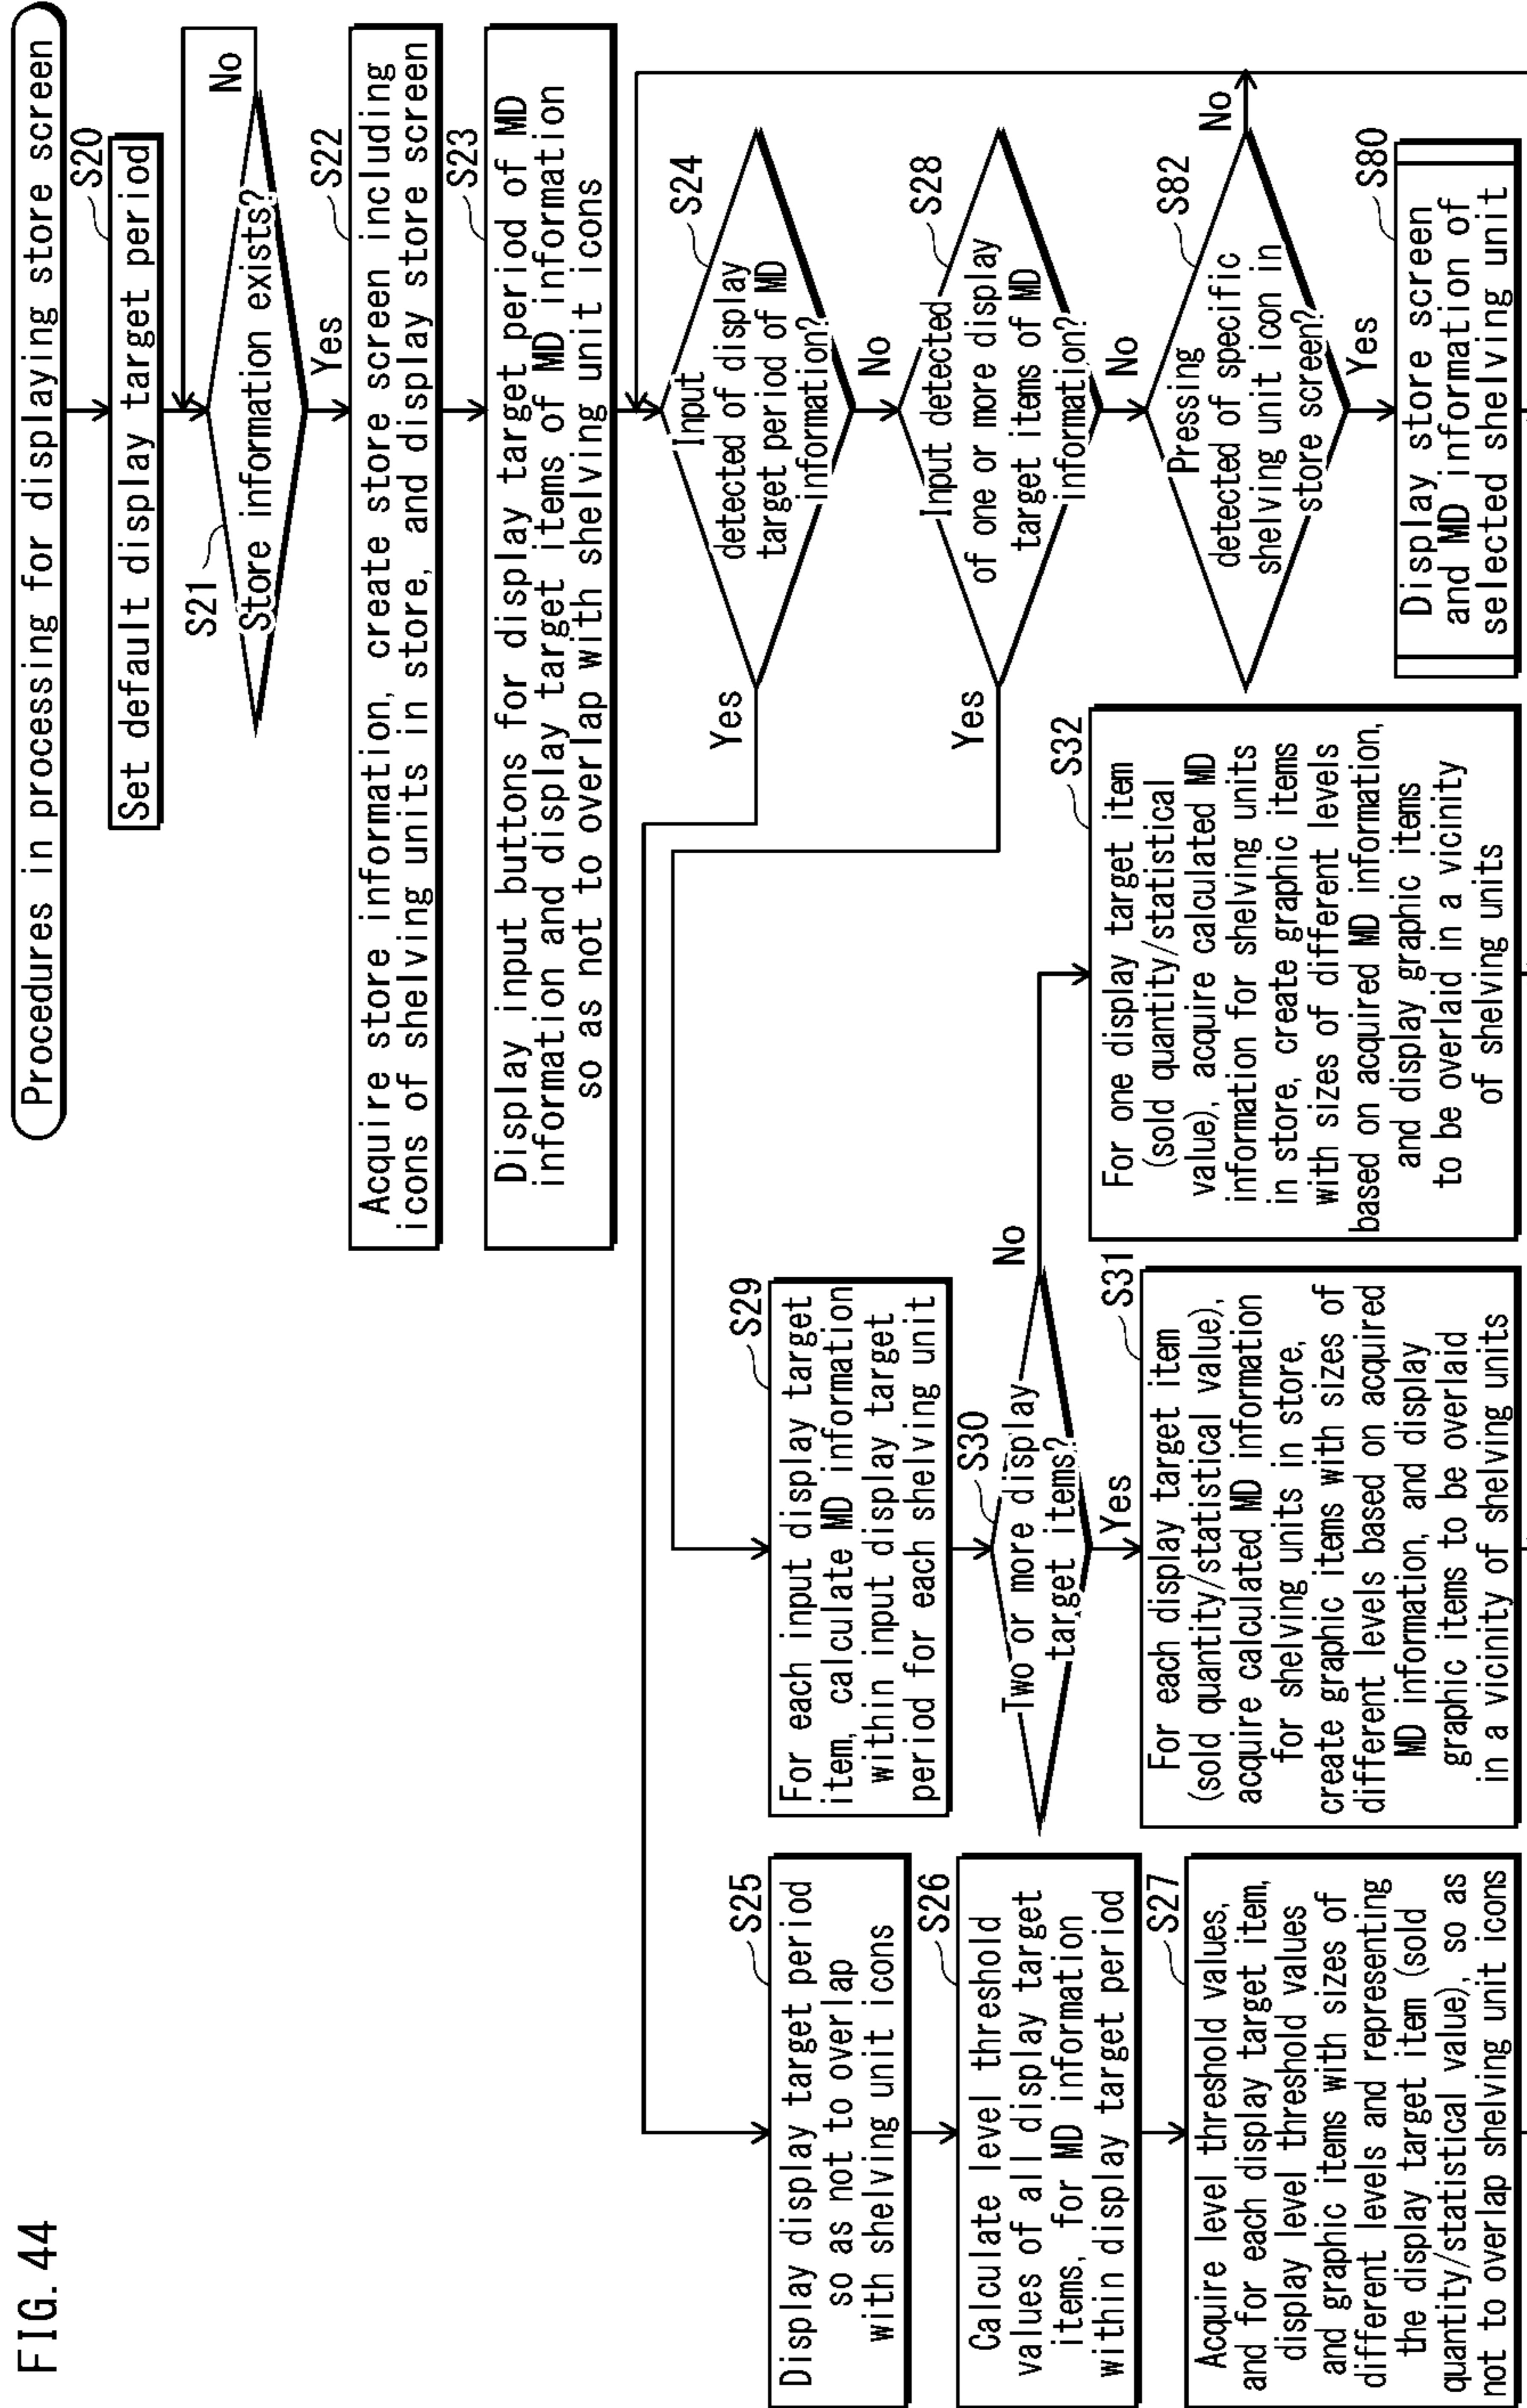 FIG. 44
Procedures in processing for displaying store screen
S20
Set default display target period
S21
Store information exists?
No
Yes
S22
Acquire store information, create store screen including
icons of shelving units in store, and display store screen
S23
Display input buttons for display target period of MD
information and display target items of MD information
so as not to overlap with shelving unit icons
S24
Input
detected of display
target period of MD
information?
Yes
No
S25
Display display target period
so as not to overlap
with shelving unit icons
S26
Calculate level threshold
values of all display target
items, for MD information
within display target period
S27
Acquire level threshold values,
and for each display target item,
display level threshold values
and graphic items with sizes of
different levels and representing
the display target item (sold
quantity/statistical value), so as
not to overlap shelving unit icons
S28
Input detected
of one or more display
target items of MD
information?
Yes
No
S29
For each input display target
item, calculate MD information
within input display target
period for each shelving unit
S30
Two or more display
target items?
No
Yes
S31
For each display target item
(sold quantity/statistical value),
acquire calculated MD information
for shelving units in store,
create graphic items with sizes of
different levels based on acquired
MD information, and display
graphic items to be overlaid
in a vicinity of shelving units
S32
For one display target item
(sold quantity/statistical
value), acquire calculated MD
information for shelving units
in store, create graphic items
with sizes of different levels
based on acquired MD information,
and display graphic items
to be overlaid in a vicinity
of shelving units
S82
Pressing
detected of specific
shelving unit icon in
store screen?
No
Yes
S80
Display store screen
and MD information of
selected shelving unit